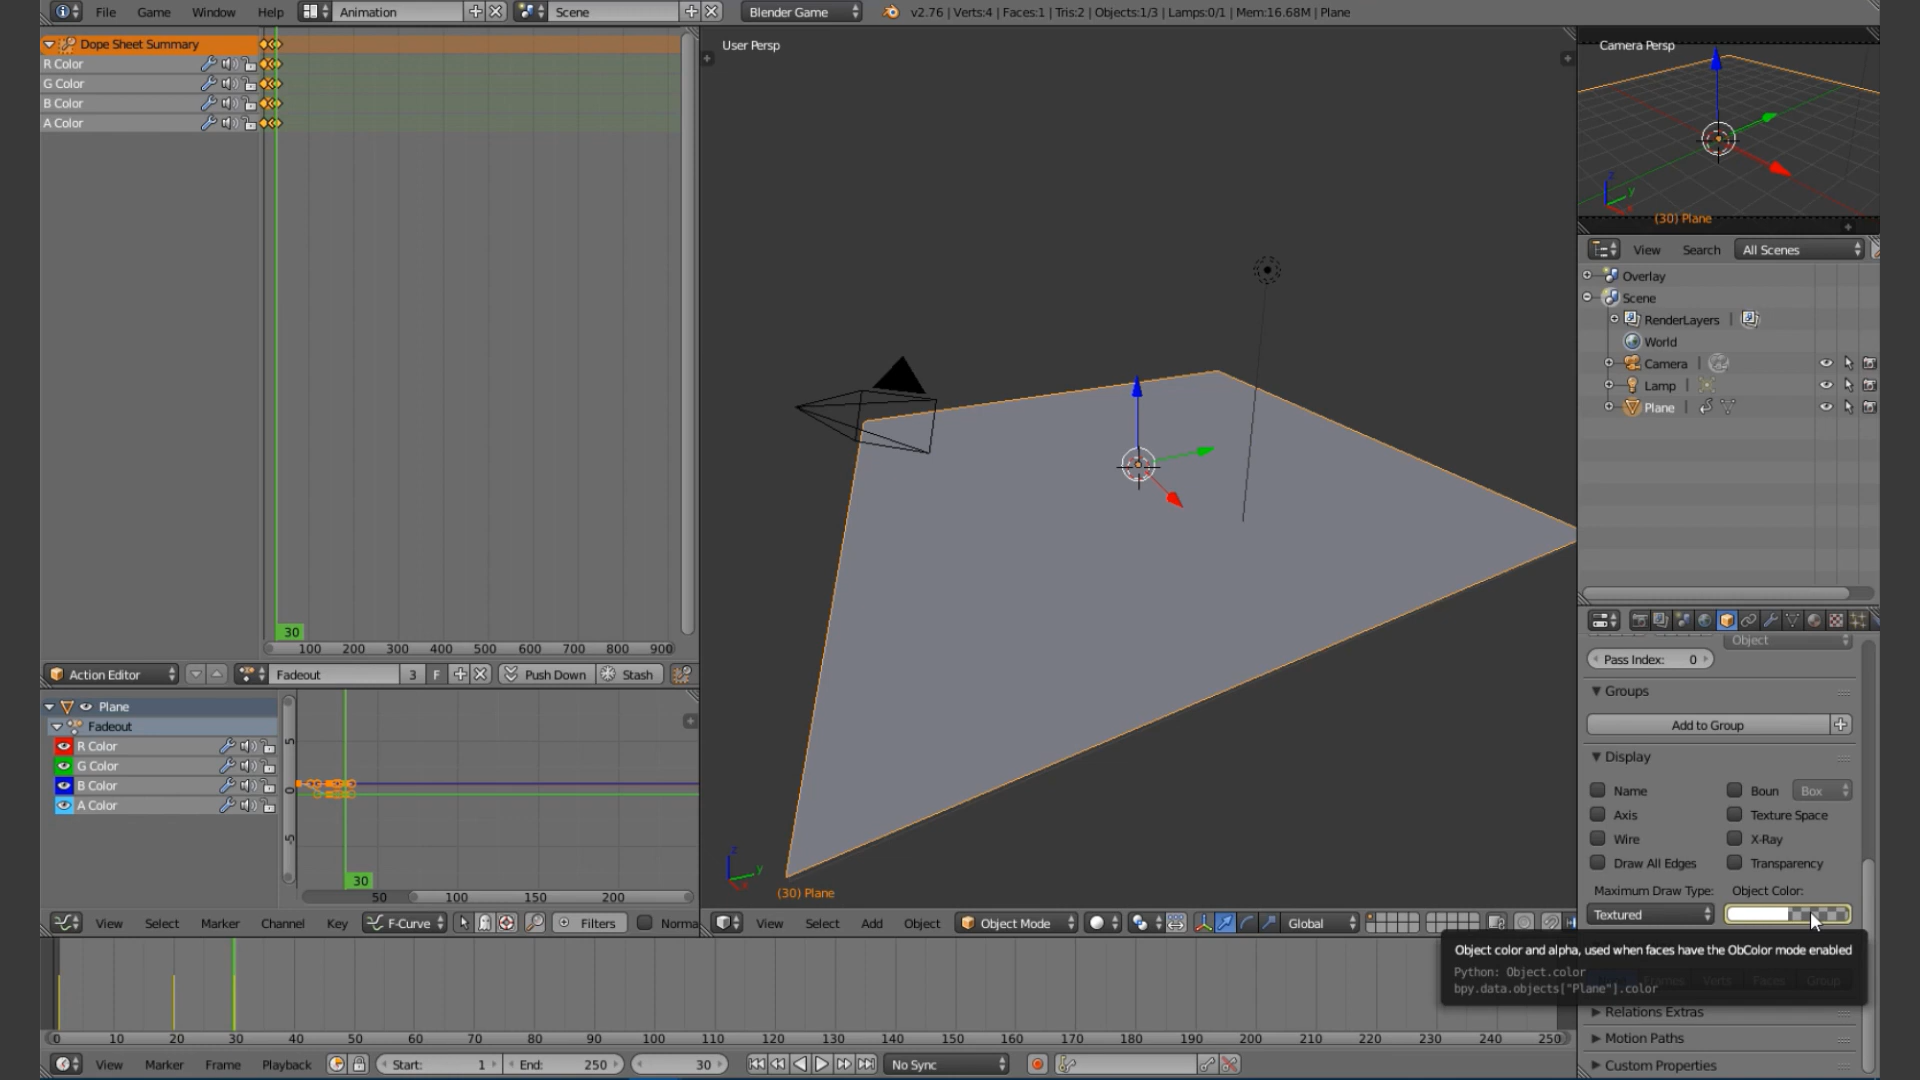 File Game Window Help Animation Scene Blender Game v2.76 | Verts:4 | Faces:1 | Tris:2 | Objects:1/3 | Lamps:0/1 | Mem:16.68M | Plane
Dope Sheet Summary
R Color
G Color
B Color
A Color
30
100 200 300 400 500 600 700 800 900
Action Editor Fadeout 3 F Push Down Stash
Plane
Fadeout
R Color
G Color
B Color
A Color
5
0
-5
30
50 100 150 200
View Select Marker Channel Key F-Curve Filters Norma
User Persp
z
y
x
(30) Plane
View Select Add Object Object Mode Global
Camera Persp
z
y
x
(30) Plane
View Search All Scenes
Overlay
Scene
RenderLayers |
World
Camera |
Lamp |
Plane |
Object
Pass Index: 0
Groups
Add to Group
Display
Name Boun Box
Axis Texture Space
Wire X-Ray
Draw All Edges Transparency
Maximum Draw Type: Object Color:
Textured
Object color and alpha, used when faces have the ObColor mode enabled
Python: Object.color
bpy.data.objects["Plane"].color
Verts Faces Group
Relations Extras
Motion Paths
Custom Properties
0 10 20 30 40 50 60 70 80 90 100 110 120 130 140 150 160 170 180 190 200 210 220 230 240 250
View Marker Frame Playback Start: 1 End: 250 30 No Sync